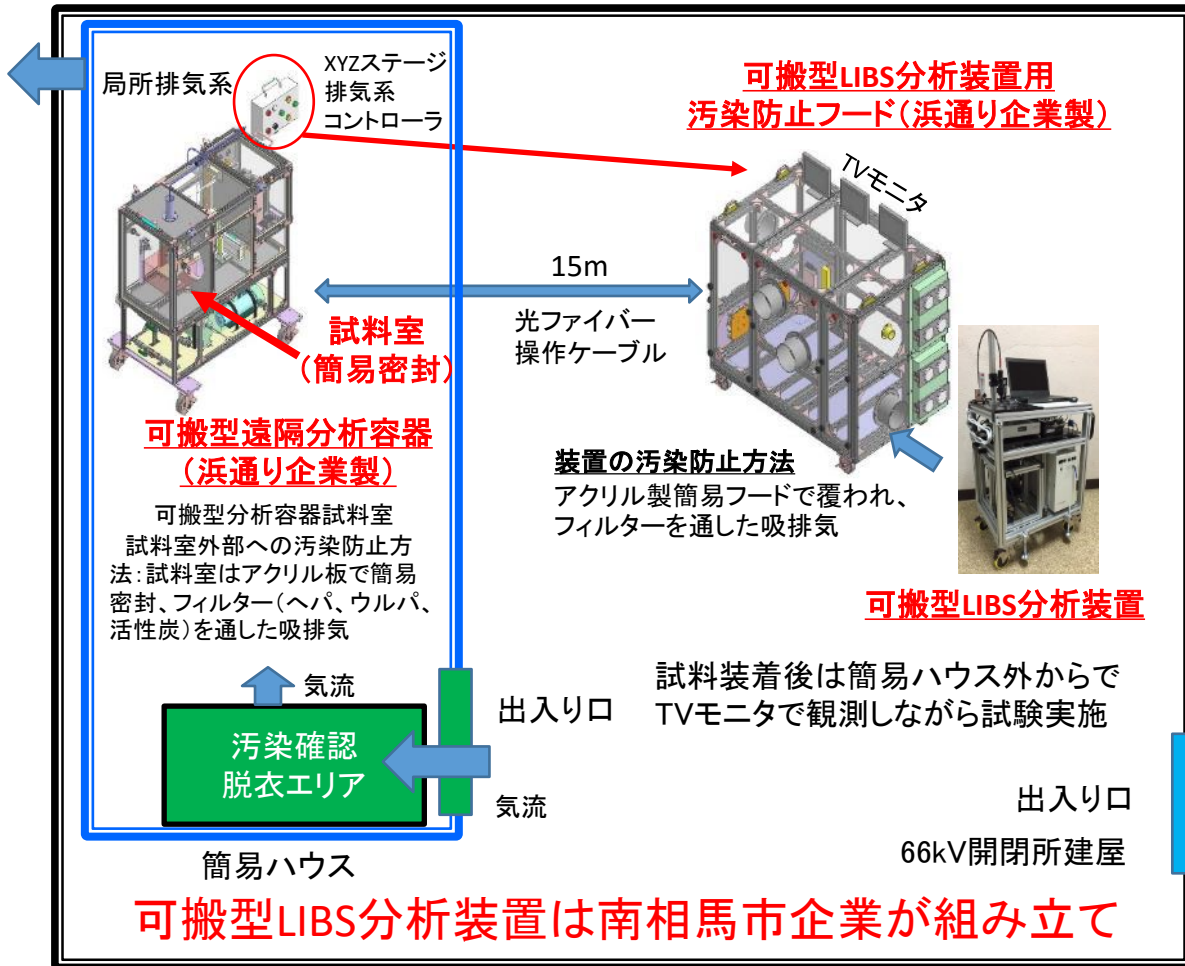 局所排気系
XYZステージ
排気系
コントローラ
可搬型LIBS分析装置用
汚染防止フード(浜通り企業製)
TVモニタ
15m
光ファイバー
操作ケーブル
試料室
(簡易密封)
可搬型遠隔分析容器
(浜通り企業製)
可搬型分析容器試料室
試料室外部への汚染防止方
法:試料室はアクリル板で簡易
密封、フィルター(ヘパ、ウルパ、
活性炭)を通した吸排気
装置の汚染防止方法
アクリル製簡易フードで覆われ、
フィルターを通した吸排気
可搬型LIBS分析装置
気流
出入り口
汚染確認
脱衣エリア
気流
試料装着後は簡易ハウス外からで
TVモニタで観測しながら試験実施
出入り口
66kV開閉所建屋
簡易ハウス
可搬型LIBS分析装置は南相馬市企業が組み立て